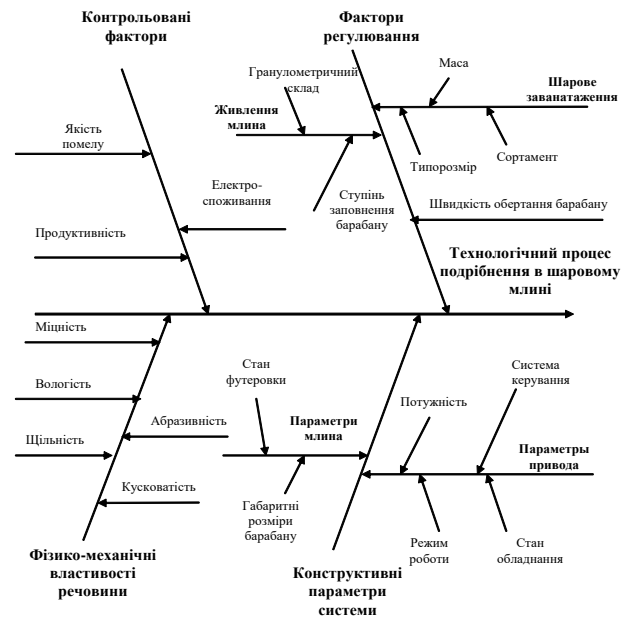 Контрольовані
фактори
Фактори
регулювання
Гранулометричний
склад
Маса
Живлення
млина
Шарове
заванатаження
Якість
помелу
Типорозмір
Сортамент
Електро-
споживання
Ступінь
заповнення
барабану
Швидкість обертання барабану
Продуктивність
Технологічний процес
подрібнення в шаровому
млині
Міцність
Вологість
Абразивність
Щільність
Кусковатість
Фізико-механічні
властивості
речовини
Стан
футеровки
Параметри
млина
Габаритні
розміри
барабану
Потужність
Система
керування
Параметры
привода
Режим
роботи
Стан
обладнання
Конструктивні
параметри
системи